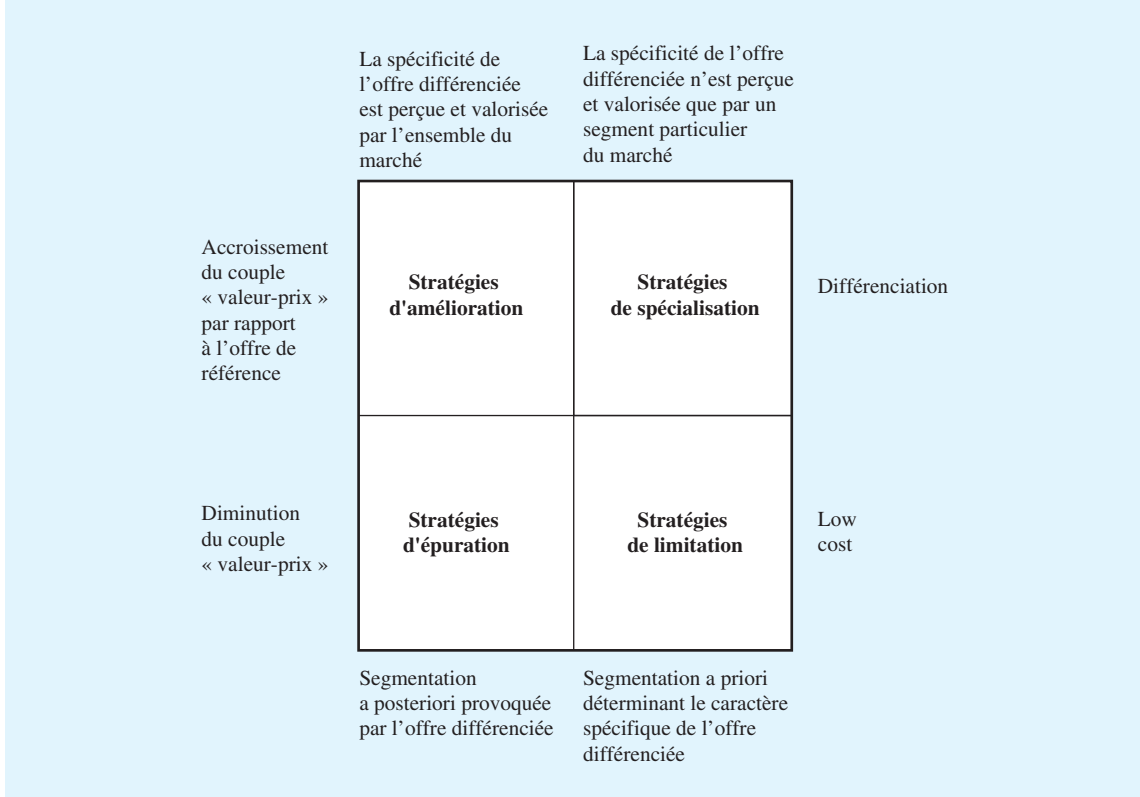 La spécificité de
l'offre différenciée
est perçue et valorisée
par l'ensemble du
marché
La spécificité de l'offre
différenciée n'est perçue
et valorisée que par un
segment particulier
du marché
Accroissement
du couple
« valeur-prix »
par rapport
à l'offre de
référence
Stratégies
d'amélioration
Stratégies
de spécialisation
Différenciation
Diminution
du couple
« valeur-prix »
Stratégies
d'épuration
Stratégies
de limitation
Low
cost
Segmentation
a posteriori provoquée
par l'offre différenciée
Segmentation a priori
déterminant le caractère
spécifique de l'offre
différenciée